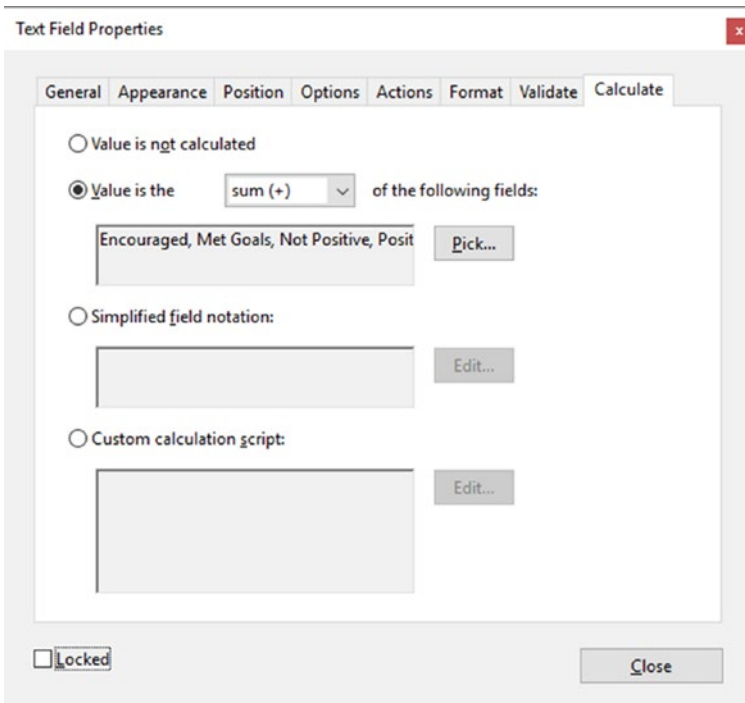 Text Field Properties
x
General Appearance Position Options Actions Format Validate Calculate
Value is not calculated
Value is the sum (+) of the following fields:
Encouraged, Met Goals, Not Positive, Posit
Pick...
Simplified field notation:
Edit...
Custom calculation script:
Edit...
Locked
Close